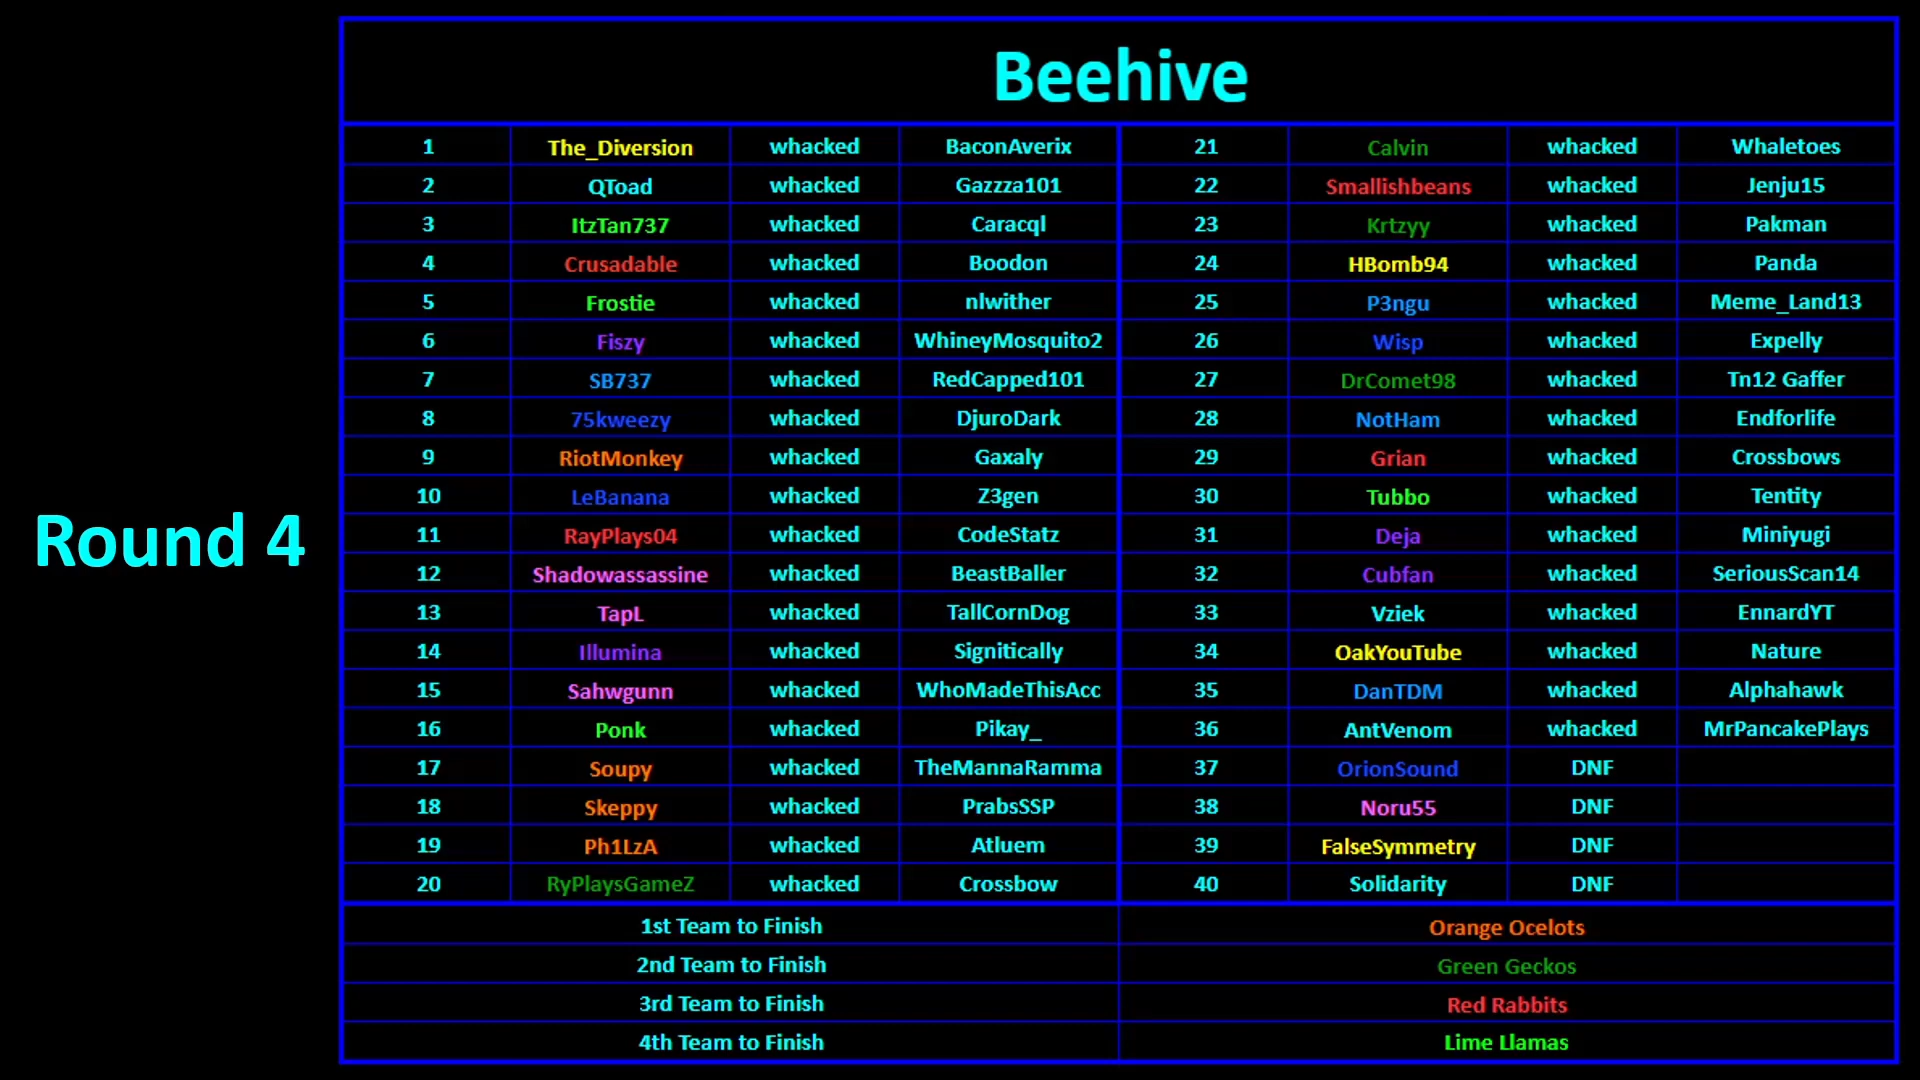 Beehive
Round 4
1 The_Diversion whacked BaconAverix
2 QToad whacked Gazzza101
3 ItzTan737 whacked Caracql
4 Crusadable whacked Boodon
5 Frostie whacked nlwither
6 Fiszy whacked WhineyMosquito2
7 SB737 whacked RedCapped101
8 75kweezy whacked DjuroDark
9 RiotMonkey whacked Gaxaly
10 LeBanana whacked Z3gen
11 RayPlays04 whacked CodeStatz
12 Shadowassassine whacked BeastBaller
13 TapL whacked TallCornDog
14 Illumina whacked Signitically
15 Sahwgunn whacked WhoMadeThisAcc
16 Ponk whacked Pikay_
17 Soupy whacked TheMannaRamma
18 Skeppy whacked PrabsSSP
19 Ph1LzA whacked Atluem
20 RyPlaysGameZ whacked Crossbow
21 Calvin whacked Whaletoes
22 Smallishbeans whacked Jenju15
23 Krtzyy whacked Pakman
24 HBomb94 whacked Panda
25 P3ngu whacked Meme_Land13
26 Wisp whacked Expelly
27 DrComet98 whacked Tn12 Gaffer
28 NotHam whacked Endforlife
29 Grian whacked Crossbows
30 Tubbo whacked Tentity
31 Deja whacked Miniyugi
32 Cubfan whacked SeriousScan14
33 Vziek whacked EnnardYT
34 OakYouTube whacked Nature
35 DanTDM whacked Alphahawk
36 AntVenom whacked MrPancakePlays
37 OrionSound DNF
38 Noru55 DNF
39 FalseSymmetry DNF
40 Solidarity DNF
1st Team to Finish Orange Ocelots
2nd Team to Finish Green Geckos
3rd Team to Finish Red Rabbits
4th Team to Finish Lime Llamas